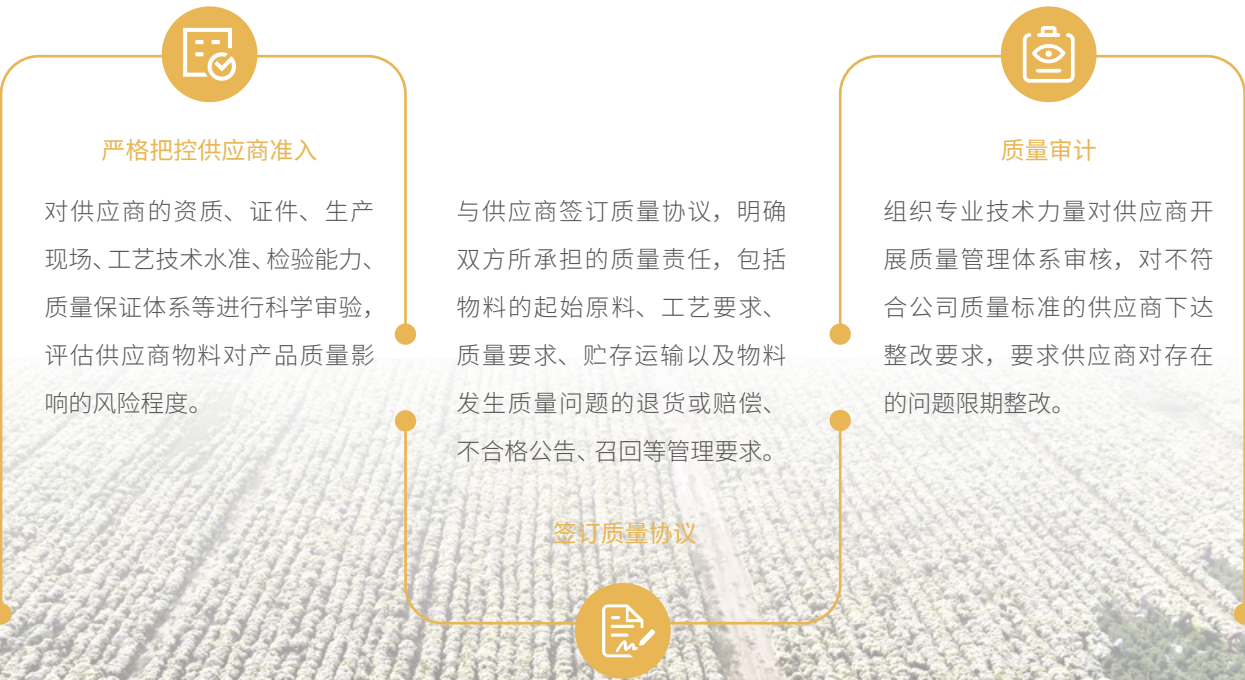 严格把控供应商准入
对供应商的资质、证件、生产
现场、工艺技术水准、检验能力、
质量保证体系等进行科学审验，
评估供应商物料对产品质量影
响的风险程度。
与供应商签订质量协议，明确
双方所承担的质量责任，包括
物料的起始原料、工艺要求、
质量要求、贮存运输以及物料
发生质量问题的退货或赔偿、
不合格公告、召回等管理要求。
签订质量协议
质量审计
组织专业技术力量对供应商开
展质量管理体系审核，对不符
合公司质量标准的供应商下达
整改要求，要求供应商对存在
的问题限期整改。